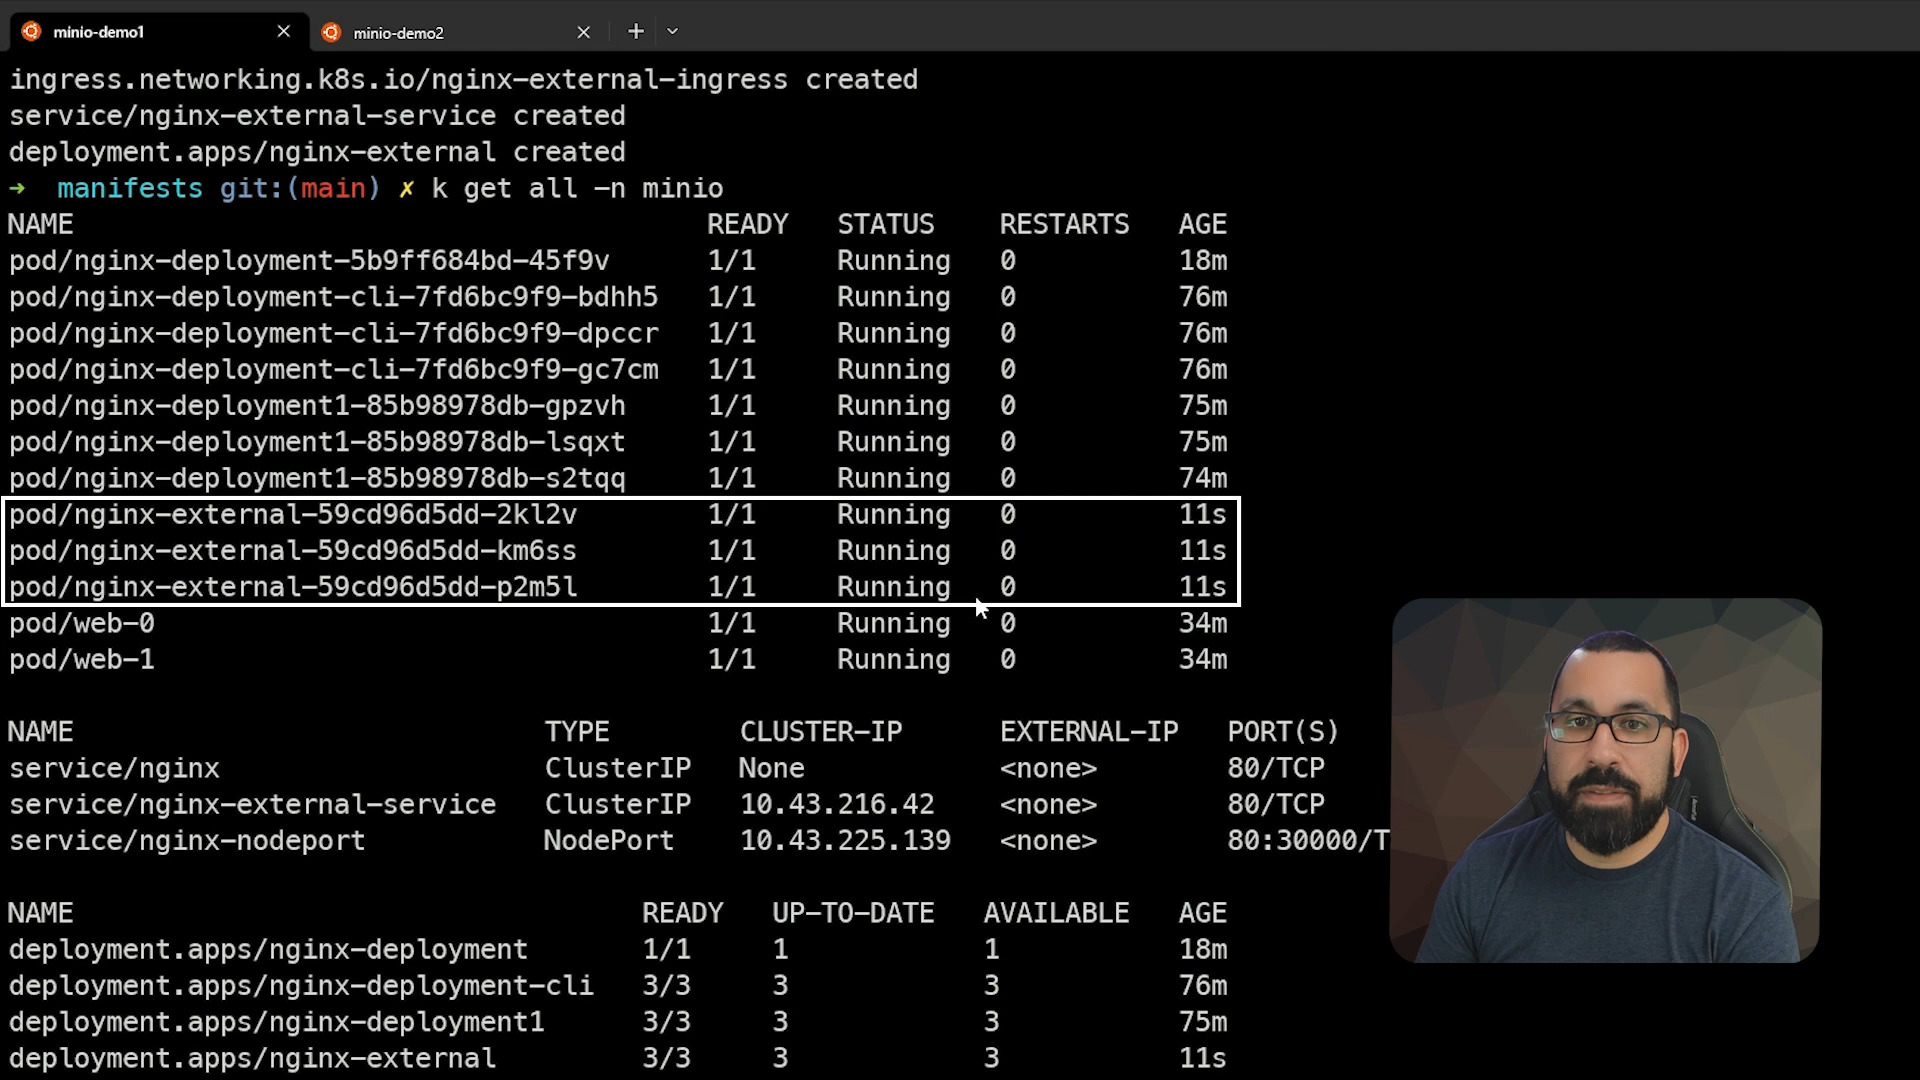 minio-demo1
minio-demo2
ingress.networking.k8s.io/nginx-external-ingress created
service/nginx-external-service created
deployment.apps/nginx-external created
→ manifests git:(main) ✗ k get all -n minio
NAME READY STATUS RESTARTS AGE
pod/nginx-deployment-5b9ff684bd-45f9v 1/1 Running 0 18m
pod/nginx-deployment-cli-7fd6bc9f9-bdhh5 1/1 Running 0 76m
pod/nginx-deployment-cli-7fd6bc9f9-dpccr 1/1 Running 0 76m
pod/nginx-deployment-cli-7fd6bc9f9-gc7cm 1/1 Running 0 76m
pod/nginx-deployment1-85b98978db-gpzvh 1/1 Running 0 75m
pod/nginx-deployment1-85b98978db-lsqxt 1/1 Running 0 75m
pod/nginx-deployment1-85b98978db-s2tqq 1/1 Running 0 74m
pod/nginx-external-59cd96d5dd-2kl2v 1/1 Running 0 11s
pod/nginx-external-59cd96d5dd-km6ss 1/1 Running 0 11s
pod/nginx-external-59cd96d5dd-p2m5l 1/1 Running 0 11s
pod/web-0 1/1 Running 0 34m
pod/web-1 1/1 Running 0 34m
NAME TYPE CLUSTER-IP EXTERNAL-IP PORT(S)
service/nginx ClusterIP None <none> 80/TCP
service/nginx-external-service ClusterIP 10.43.216.42 <none> 80/TCP
service/nginx-nodeport NodePort 10.43.225.139 <none> 80:30000/T
NAME READY UP-TO-DATE AVAILABLE AGE
deployment.apps/nginx-deployment 1/1 1 1 18m
deployment.apps/nginx-deployment-cli 3/3 3 3 76m
deployment.apps/nginx-deployment1 3/3 3 3 75m
deployment.apps/nginx-external 3/3 3 3 11s